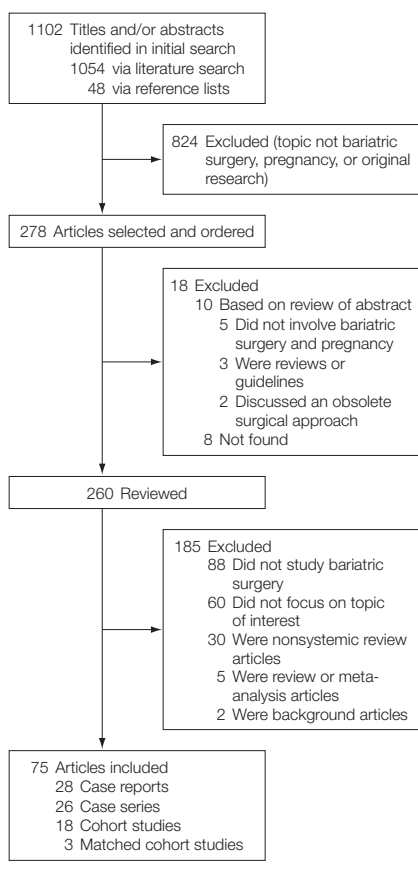 1102 Titles and/or abstracts
identified in initial search
1054 via literature search
48 via reference lists
824 Excluded (topic not bariatric
surgery, pregnancy, or original
research)
278 Articles selected and ordered
18 Excluded
10 Based on review of abstract
5 Did not involve bariatric
surgery and pregnancy
3 Were reviews or
guidelines
2 Discussed an obsolete
surgical approach
8 Not found
260 Reviewed
185 Excluded
88 Did not study bariatric
surgery
60 Did not focus on topic
of interest
30 Were nonsystemic review
articles
5 Were review or meta-
analysis articles
2 Were background articles
75 Articles included
28 Case reports
26 Case series
18 Cohort studies
3 Matched cohort studies